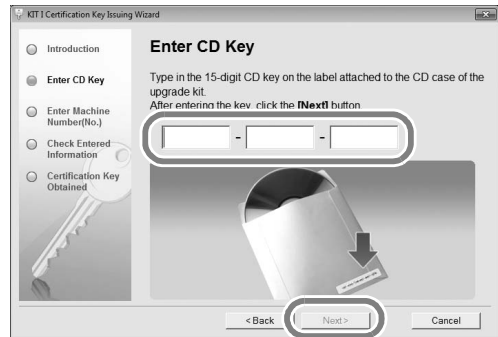 KIT I Certification Key Issuing Wizard
Introduction
Enter CD Key
Enter Machine
Number(No.)
Check Entered
Information
Certification Key
Obtained
Enter CD Key
Type in the 15-digit CD key on the label attached to the CD case of the
upgrade kit.
After entering the key, click the [Next] button.
- -
< Back
Next >
Cancel